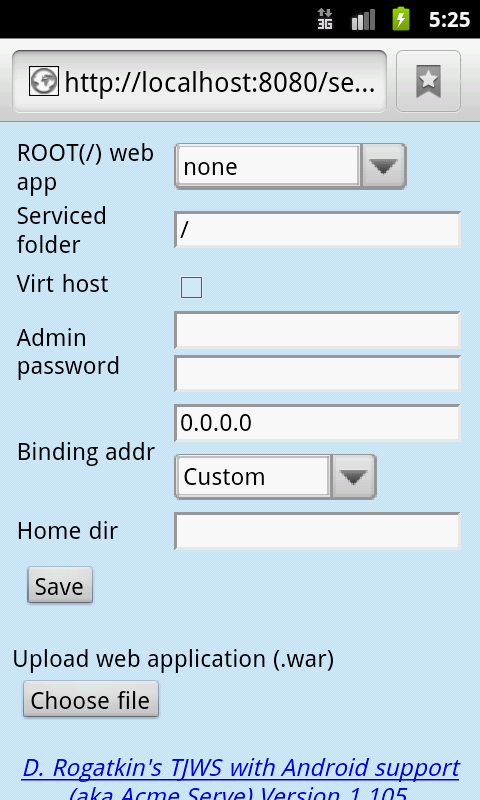 3G 5:25
http://localhost:8080/se...
ROOT(/) web
app
none
Serviced
folder
/
Virt host
Admin
password
0.0.0.0
Binding addr
Custom
Home dir
Save
Upload web application (.war)
Choose file
D. Rogatkin's TJWS with Android support
(aka Acme Serve) Version 1.105